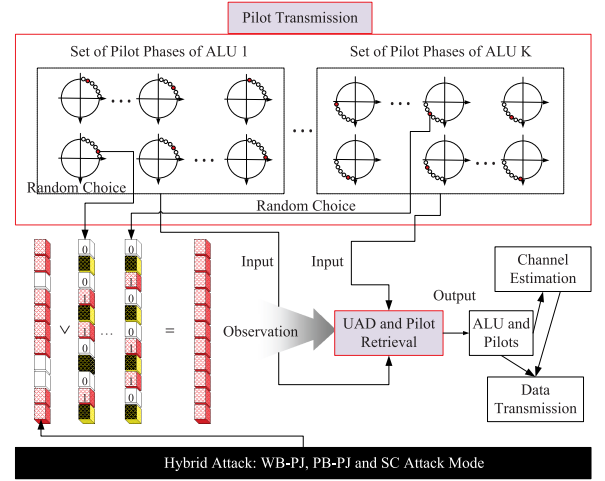 Pilot Transmission
Set of Pilot Phases of ALU 1
Set of Pilot Phases of ALU K
Random Choice
Random Choice
0 0
0 1
1 0
1 0
0 1
0 1
1 0
∨ ... =
Input
Input
Observation
UAD and Pilot
Retrieval
Output
ALU and
Pilots
Channel
Estimation
Data
Transmission
Hybrid Attack: WB-PJ, PB-PJ and SC Attack Mode